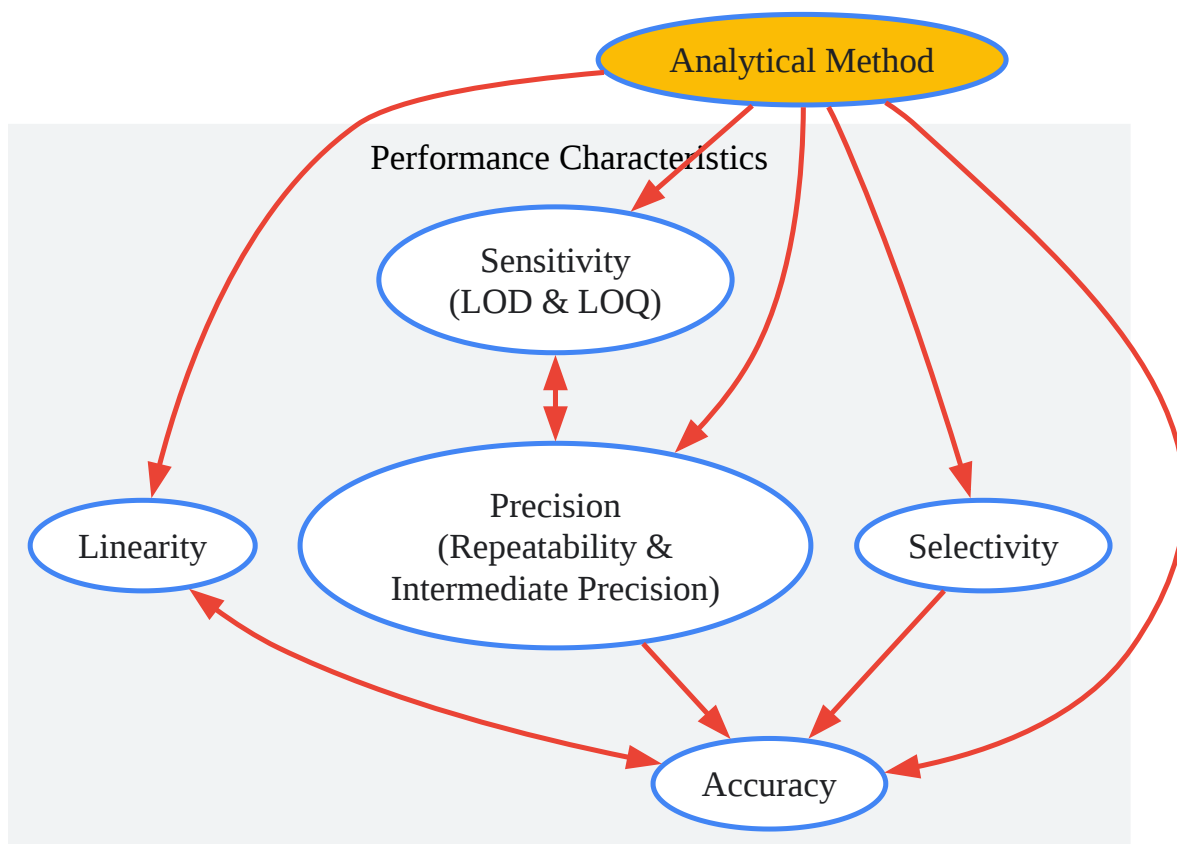 Analytical Method
Performance Characteristics
Sensitivity
(LOD & LOQ)
Precision
(Repeatability &
Intermediate Precision)
Linearity
Selectivity
Accuracy